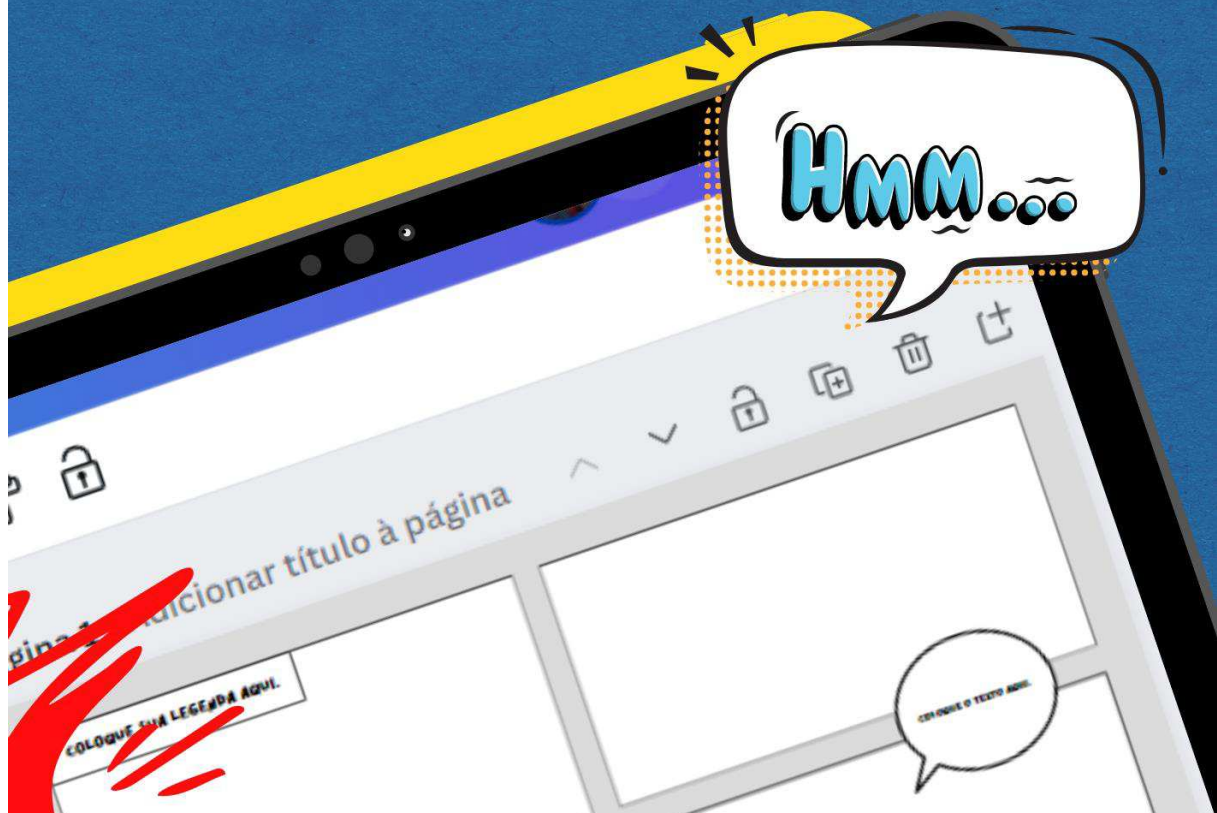 HMM...
Adicionar título à página
COLOQUE SUA LEGENDA AQUI.
COLOQUE O TEXTO AQUI.